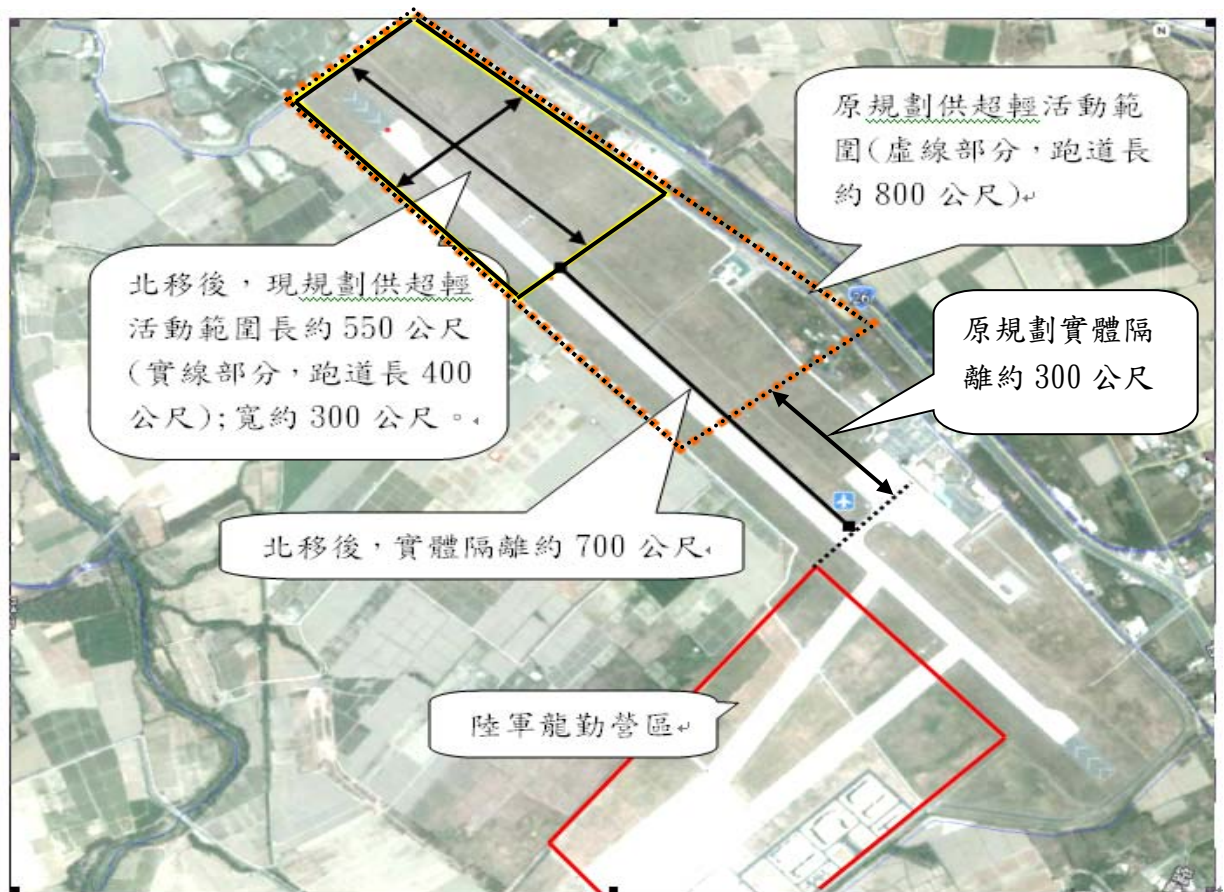 N
原規劃供超輕活動範
圍(虛線部分，跑道長
約 800 公尺)
26
北移後，現規劃供超輕
活動範圍長約 550 公尺
(實線部分，跑道長 400
公尺);寬約 300 公尺。
原規劃實體隔
離約 300 公尺
北移後，實體隔離約 700 公尺
陸軍龍勤營區